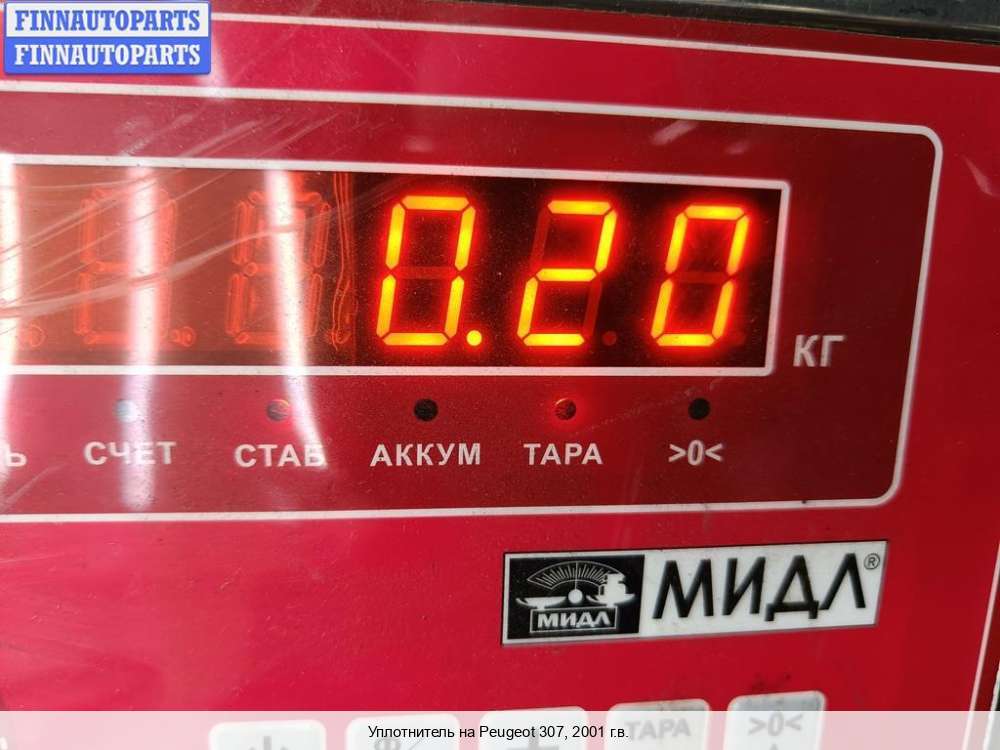 FINNAUTOPARTS
FINNAUTOPARTS
0.20
КГ
СЧЕТ СТАБ АККУМ ТАРА >0<
МИДЛ МИДЛ®
ТАРА >0<
Уплотнитель на Peugeot 307, 2001 г.в.